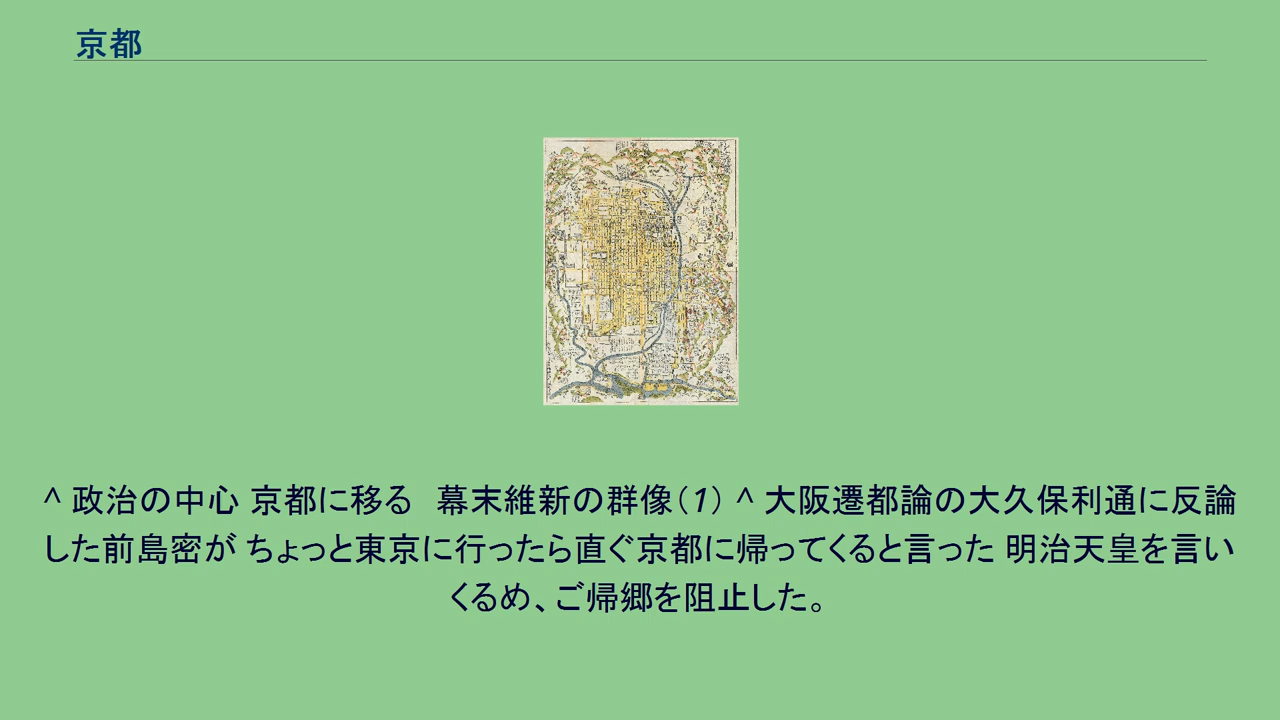 京都
^ 政治の中心 京都に移る　幕末維新の群像（1） ^ 大阪遷都論の大久保利通に反論
した前島密が ちょっと東京に行ったら直ぐ京都に帰ってくると言った 明治天皇を言い
くるめ、ご帰郷を阻止した。